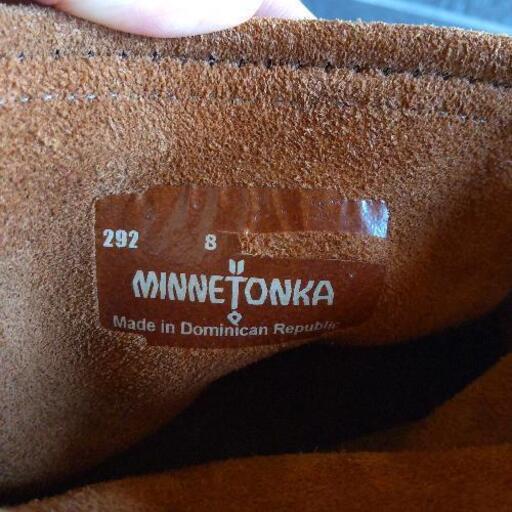 292 8
MINNETONKA
Made in Dominican Republic